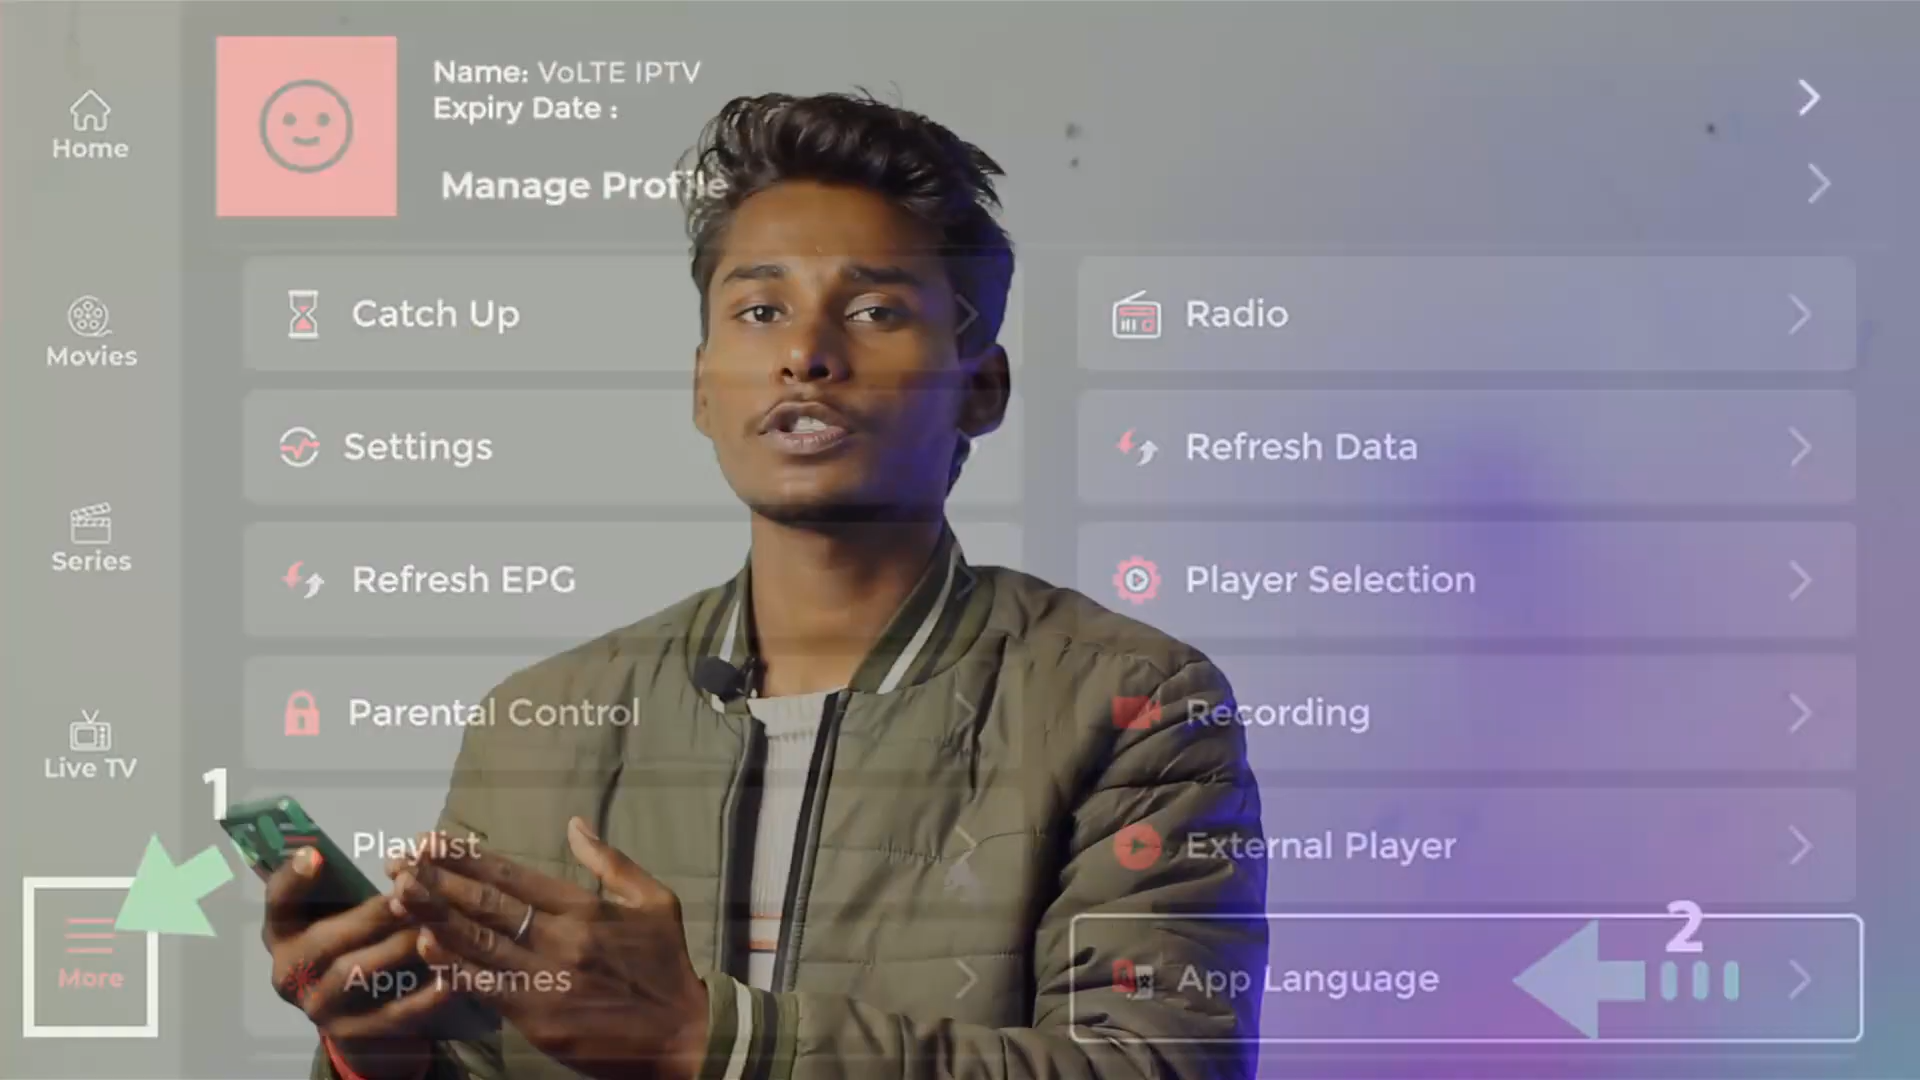 Name: VoLTE IPTV
Expiry Date :
Manage Profile
Home
Movies
Series
Live TV
More
Catch Up
Radio
Settings
Refresh Data
Refresh EPG
Player Selection
Parental Control
Recording
Playlist
External Player
App Themes
App Language
1
2